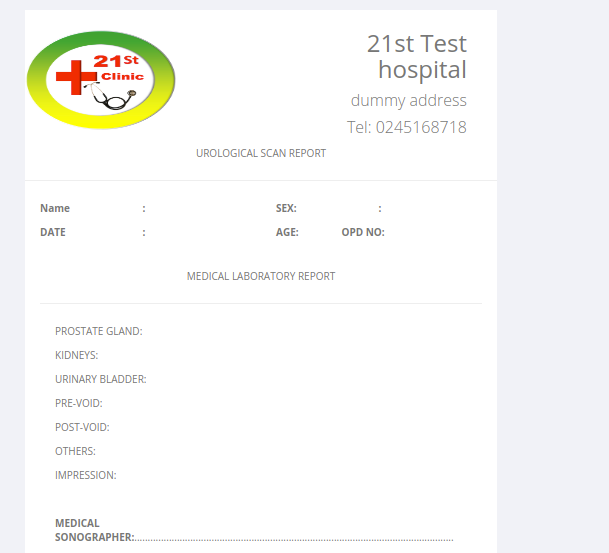 21St
Clinic
21st Test
hospital
dummy address
Tel: 0245168718
UROLOGICAL SCAN REPORT
Name : SEX: :
DATE : AGE: OPD NO:
MEDICAL LABORATORY REPORT
PROSTATE GLAND:
KIDNEYS:
URINARY BLADDER:
PRE-VOID:
POST-VOID:
OTHERS:
IMPRESSION:
MEDICAL
SONOGRAPHER:........................................................................................................................